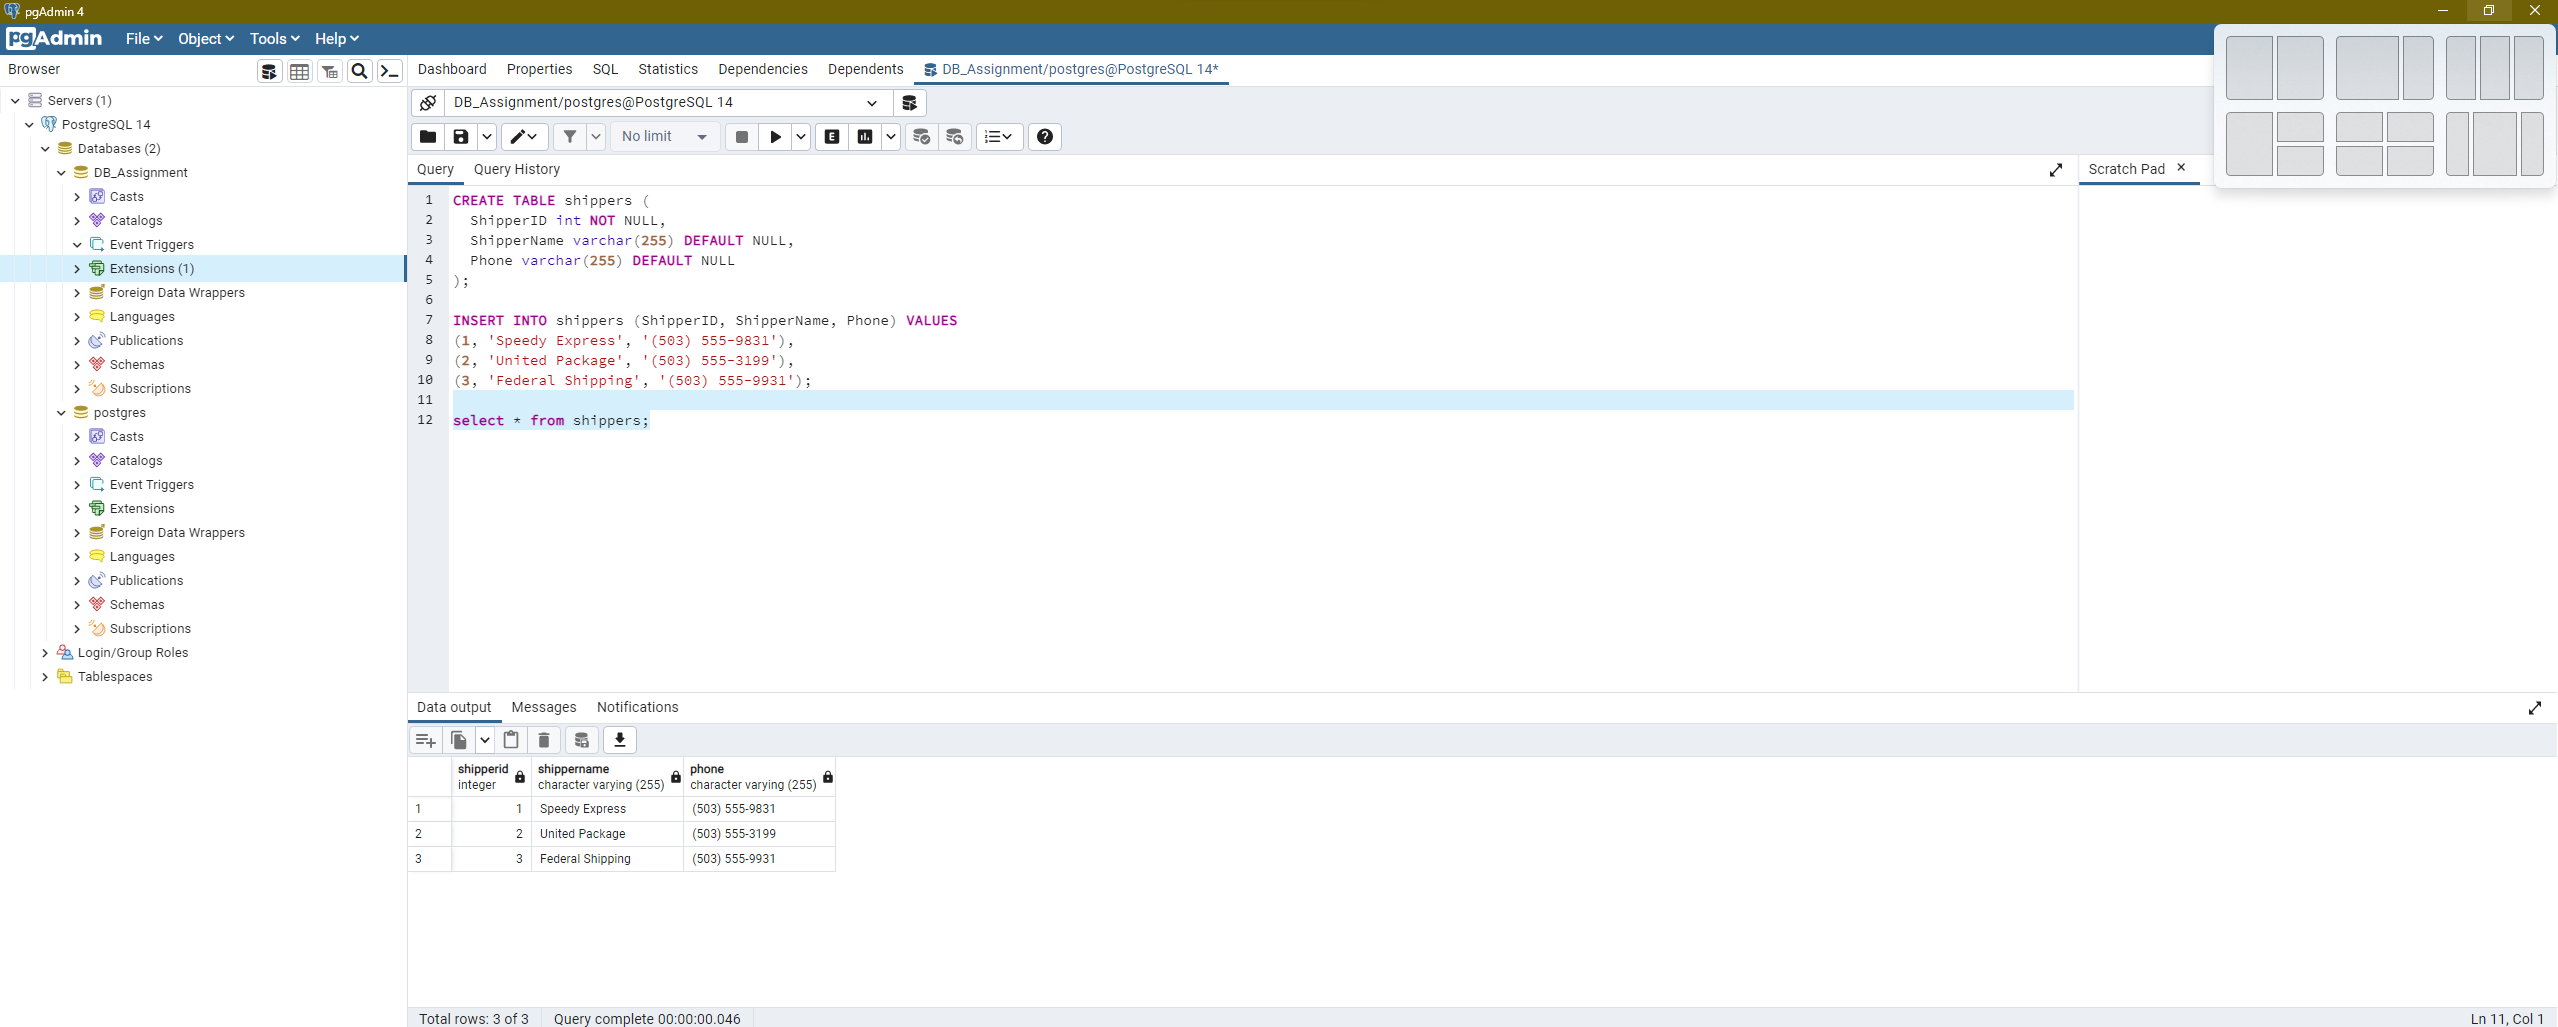 pgAdmin 4
pgAdmin File Object Tools Help
Browser
Dashboard Properties SQL Statistics Dependencies Dependents DB_Assignment/postgres@PostgreSQL 14*
Servers (1)
PostgreSQL 14
Databases (2)
DB_Assignment
Casts
Catalogs
Event Triggers
Extensions (1)
Foreign Data Wrappers
Languages
Publications
Schemas
Subscriptions
postgres
Casts
Catalogs
Event Triggers
Extensions
Foreign Data Wrappers
Languages
Publications
Schemas
Subscriptions
Login/Group Roles
Tablespaces
DB_Assignment/postgres@PostgreSQL 14
No limit
E
Query Query History
Scratch Pad
1 CREATE TABLE shippers (
2 ShipperID int NOT NULL,
3 ShipperName varchar(255) DEFAULT NULL,
4 Phone varchar(255) DEFAULT NULL
5 );
6
7 INSERT INTO shippers (ShipperID, ShipperName, Phone) VALUES
8 (1, 'Speedy Express', '(503) 555-9831'),
9 (2, 'United Package', '(503) 555-3199'),
10 (3, 'Federal Shipping', '(503) 555-9931');
11
12 select * from shippers;
Data output Messages Notifications
shipperid shippername phone
integer character varying (255) character varying (255)
1 1 Speedy Express (503) 555-9831
2 2 United Package (503) 555-3199
3 3 Federal Shipping (503) 555-9931
Total rows: 3 of 3 Query complete 00:00:00.046 Ln 11, Col 1